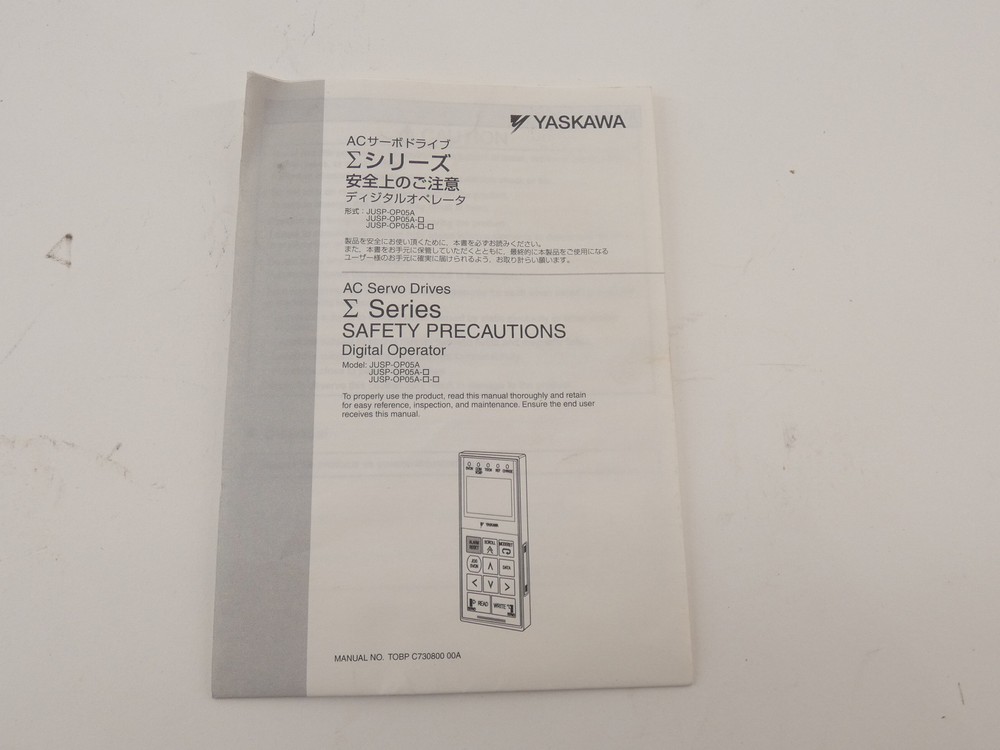 YASKAWA
ACサーボドライブ
Σシリーズ
安全上のご注意
ディジタルオペレータ
形式：JUSP-OP05A
JUSP-OP05A-□
JUSP-OP05A-□-□
製品を安全にお使い頂くために、本書を必ずお読みください。
また、本書をお手元に保管していただくとともに、最終的に本製品をご使用になる
ユーザー様のお手元に確実に届けられるよう、お取り計らい願います。
AC Servo Drives
Σ Series
SAFETY PRECAUTIONS
Digital Operator
Model: JUSP-OP05A
JUSP-OP05A-□
JUSP-OP05A-□-□
To properly use the product, read this manual thoroughly and retain
for easy reference, inspection, and maintenance. Ensure the end user
receives this manual.
YASKAWA
ALARM
RESET
SCROLL
MODE/SET
JOG
SVON
DATA
READ
WRITE
MANUAL NO. TOBP C730800 00A